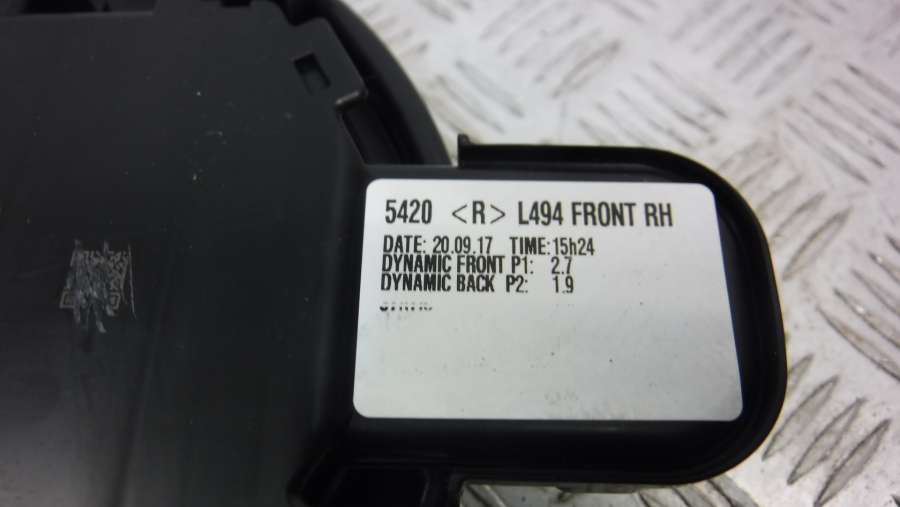 5420 <R> L494 FRONT RH
DATE: 20.09.17 TIME:15h24
DYNAMIC FRONT P1: 2.7
DYNAMIC BACK P2: 1.9